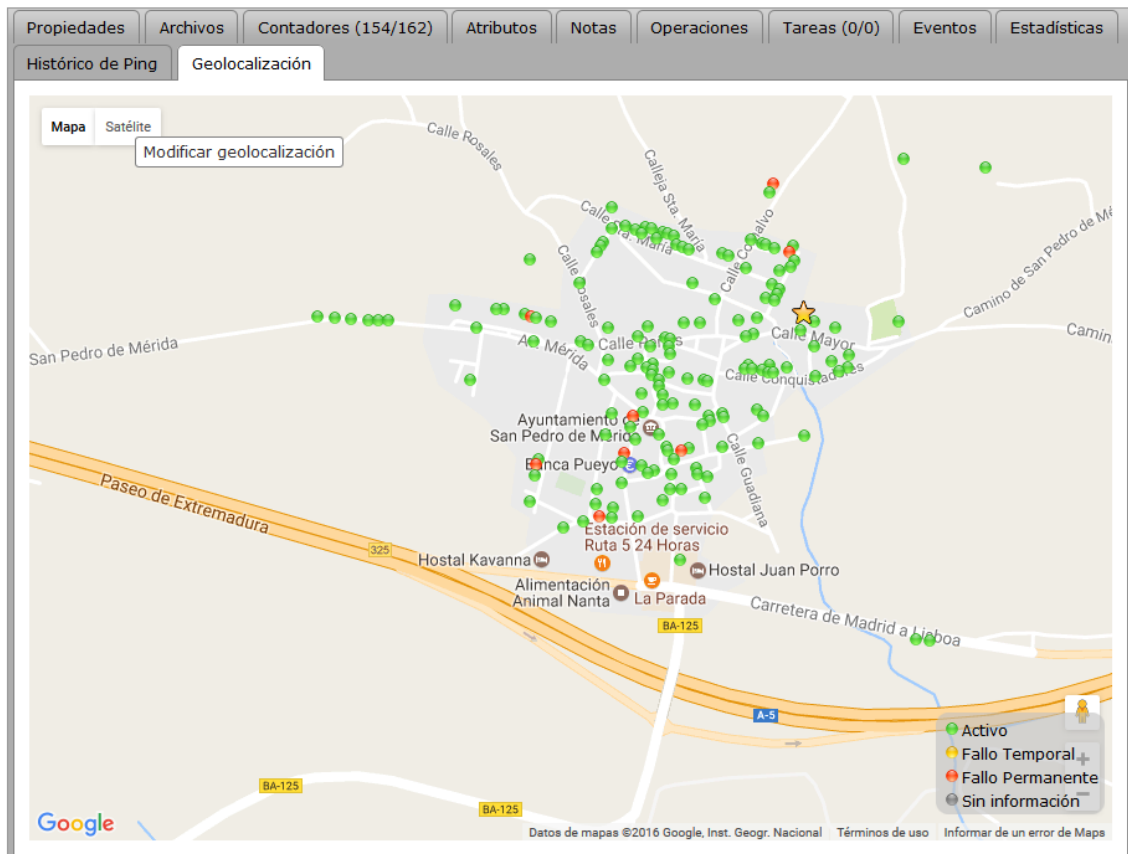 Propiedades
Archivos
Contadores (154/162)
Atributos
Notas
Operaciones
Tareas (0/0)
Eventos
Estadísticas
Histórico de Ping
Geolocalización
Mapa
Satélite
Modificar geolocalización
Calle Rosales
Calleja Sta. María
Calle Sta. María
Calle Consalvo
Calle Rosales
Camino de San Pedro de Mé
San Pedro de Mérida
Av. Mérida
Calle Mayor
Camin
Calle Conquistadores
Ayuntamiento de
San Pedro de Mérida
Banca Pueyo
Calle Guadiana
Paseo de Extremadura
325
Estación de servicio
Ruta 5 24 Horas
Hostal Kavanna
Hostal Juan Porro
Alimentación
Animal Nanta
La Parada
Carretera de Madrid a Lisboa
BA-125
A-5
Activo
Fallo Temporal
Fallo Permanente
Sin información
+
−
BA-125
BA-125
Google
Datos de mapas ©2016 Google, Inst. Geogr. Nacional
Términos de uso
Informar de un error de Maps